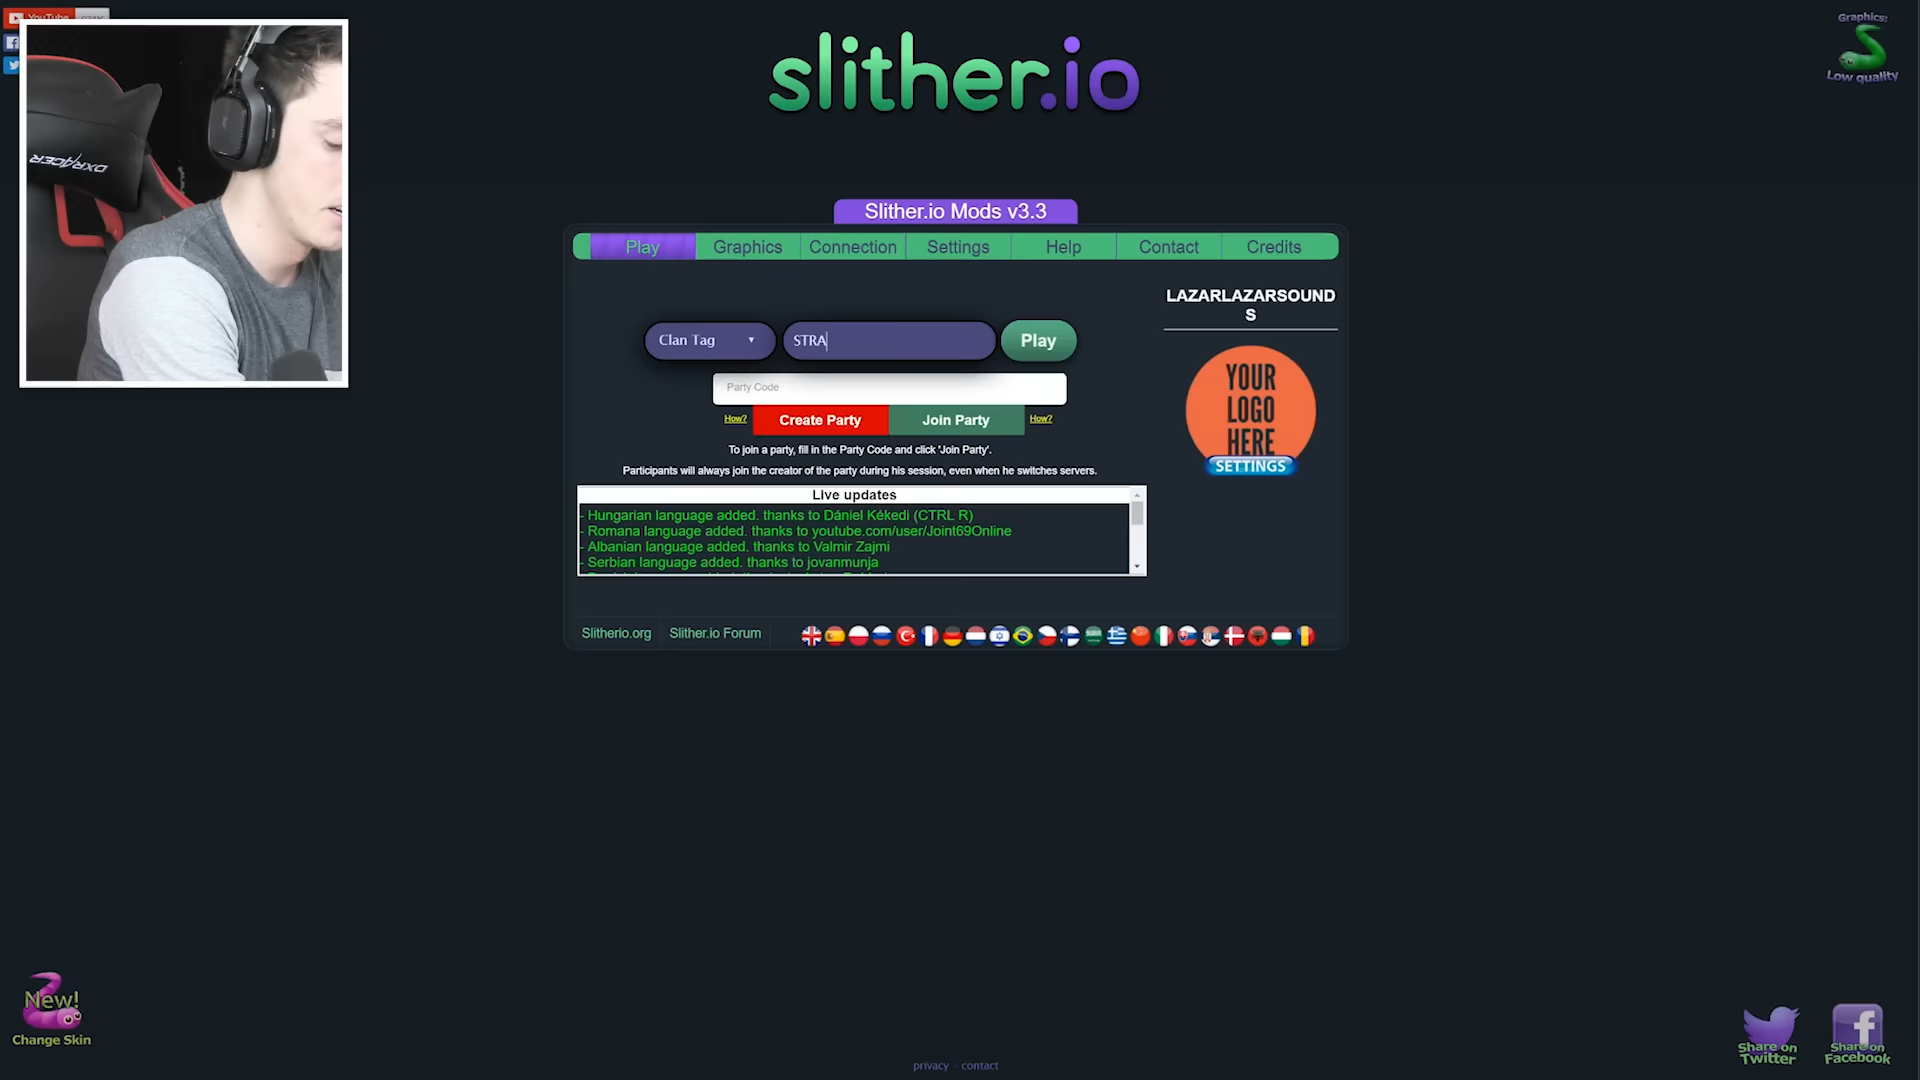 YouTube
Graphics:
Low quality
slither.io
DXRACER
Slither.io Mods v3.3
Play
Graphics
Connection
Settings
Help
Contact
Credits
LAZARLAZARSOUND
S
Clan Tag
STRA
Play
YOUR
LOGO
HERE
SETTINGS
Party Code
How?
Create Party
Join Party
How?
To join a party, fill in the Party Code and click 'Join Party'.
Participants will always join the creator of the party during his session, even when he switches servers.
Live updates
- Hungarian language added. thanks to Dániel Kékedi (CTRL R)
- Romana language added. thanks to youtube.com/user/Joint69Online
- Albanian language added. thanks to Valmir Zajmi
- Serbian language added. thanks to jovanmunja
Slitherio.org
Slither.io Forum
New!
Change Skin
Share on
Twitter
Share on
Facebook
privacy · contact